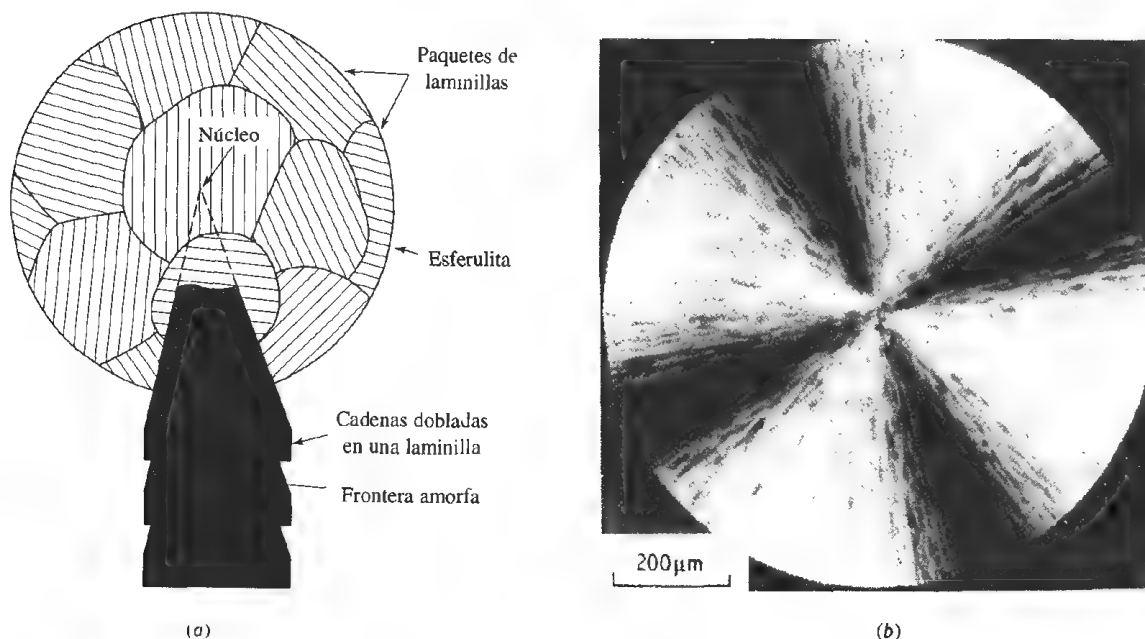 Paquetes de
laminillas
Núcleo
Esferulita
Cadenas dobladas
en una laminilla
Frontera amorfa
200μm
(a)
(b)